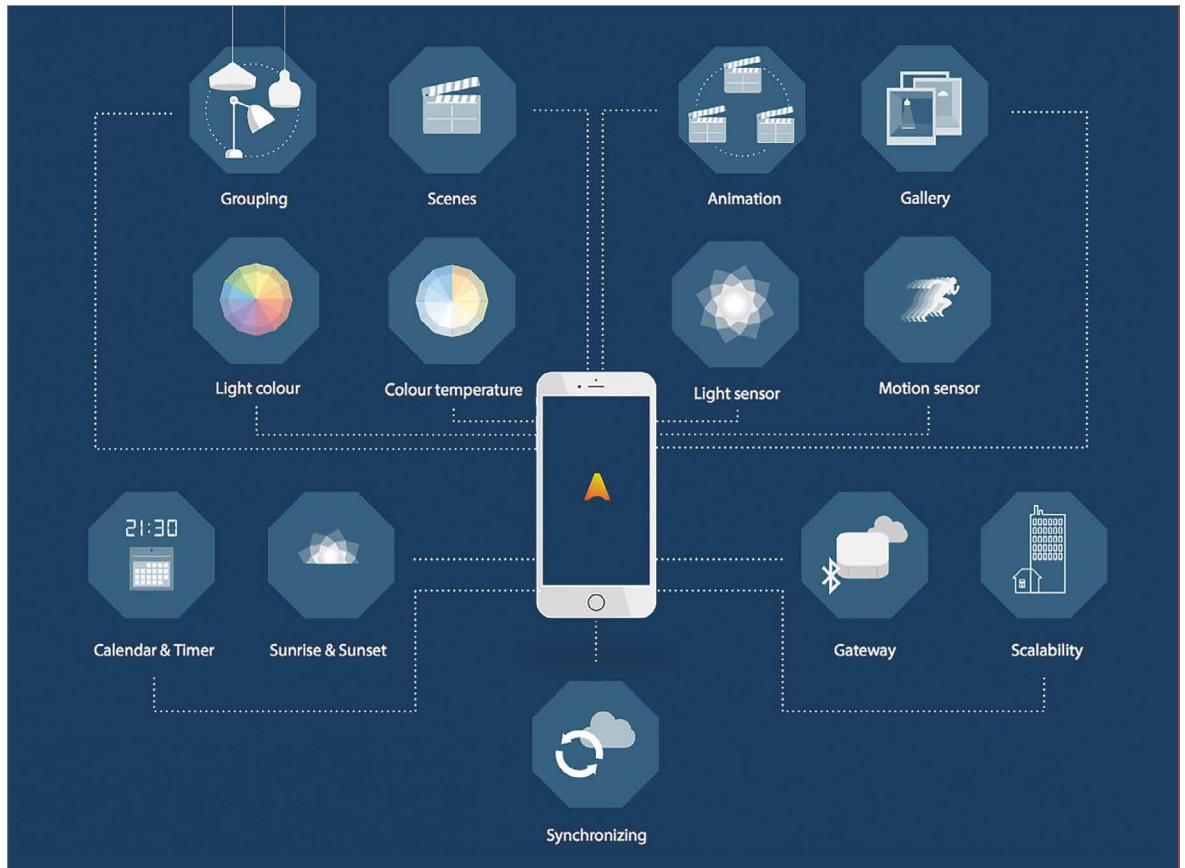 Grouping
Scenes
Animation
Gallery
Light colour
Colour temperature
Light sensor
Motion sensor
21:30
Calendar & Timer
Sunrise & Sunset
Gateway
Scalability
Synchronizing